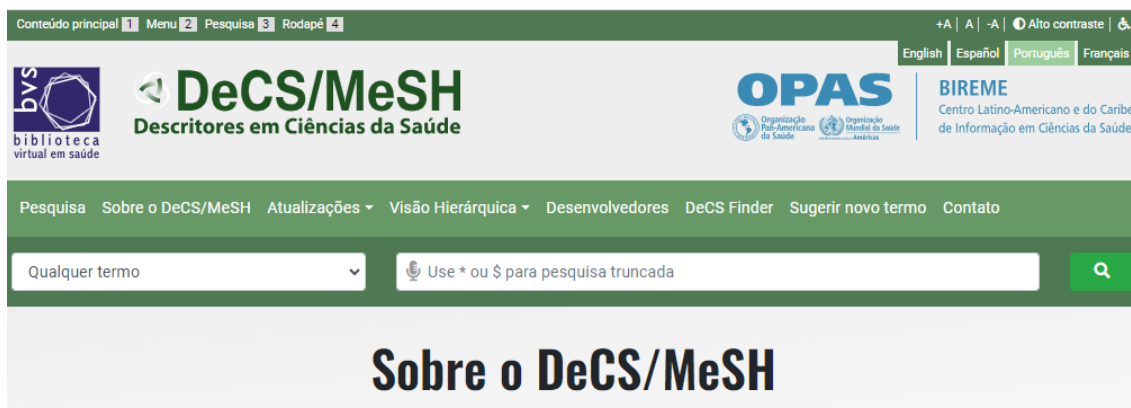 Conteúdo principal 1 Menu 2 Pesquisa 3 Rodapé 4
+A | A | -A | Alto contraste |
English Español Português Français
bvs
biblioteca
virtual em saúde
DeCS/MeSH
Descritores em Ciências da Saúde
OPAS
Organização
Pan-Americana
da Saúde
Organização
Mundial da Saúde
Américas
BIREME
Centro Latino-Americano e do Caribe
de Informação em Ciências da Saúde
Pesquisa Sobre o DeCS/MeSH Atualizações Visão Hierárquica Desenvolvedores DeCS Finder Sugerir novo termo Contato
Qualquer termo
Use * ou $ para pesquisa truncada
Sobre o DeCS/MeSH